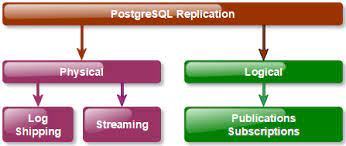 PostgreSQL Replication
Physical
Logical
Log
Shipping
Streaming
Publications
Subscriptions